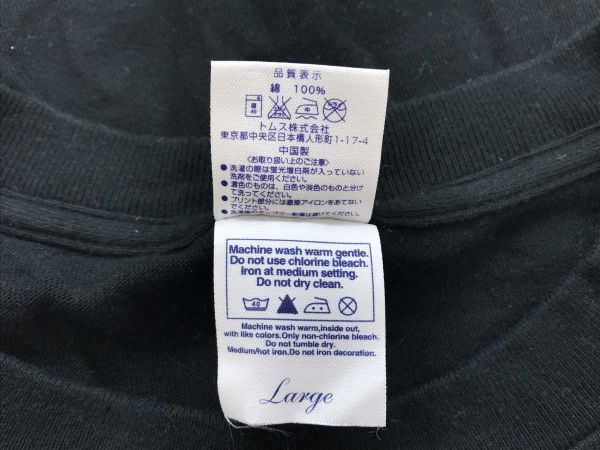 品質表示
綿 100%
40 中
トムス株式会社
東京都中央区日本橋人形町1-17-4
中国製
〈お取り扱い上のご注意〉
●洗濯の際は蛍光増白剤が入っていない
洗剤をご使用ください。
●濃色のものは、白色や淡色のものと分け
て洗ってください。
●プリント部分には直接アイロンをあてない
でください。
Machine wash warm gentle.
Do not use chlorine bleach.
Iron at medium setting.
Do not dry clean.
40
Machine wash warm,inside out,
with like colors.Only non-chlorine bleach.
Do not tumble dry.
Medium/hot iron.Do not iron decoration.
Large